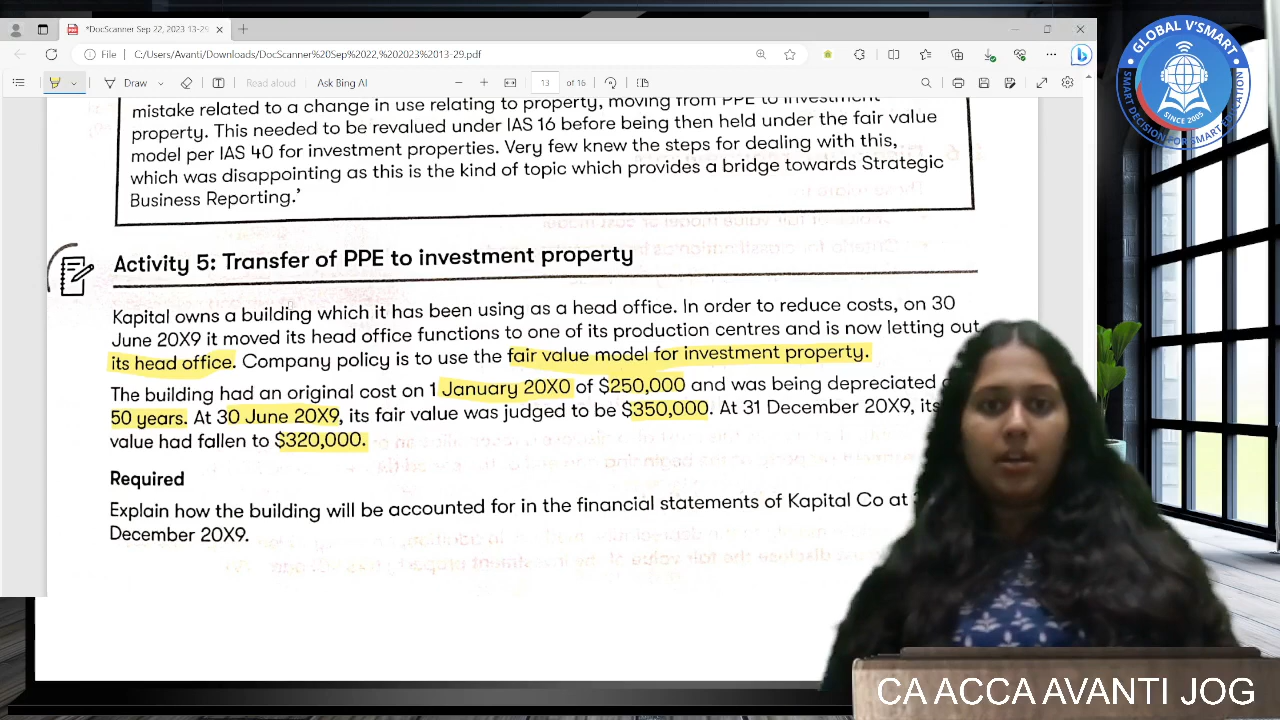 *DocScanner Sep 22, 2023 13-29
File | C:/Users/Avanti/Downloads/DocScanner%20Sep%2022,%202023%2013-29.pdf
Draw
Read aloud
Ask Bing AI
13 of 16
mistake related to a change in use relating to property, moving from PPE to investment
property. This needed to be revalued under IAS 16 before being then held under the fair value
model per IAS 40 for investment properties. Very few knew the steps for dealing with this,
which was disappointing as this is the kind of topic which provides a bridge towards Strategic
Business Reporting.'
Activity 5: Transfer of PPE to investment property
Kapital owns a building which it has been using as a head office. In order to reduce costs, on 30
June 20X9 it moved its head office functions to one of its production centres and is now letting out
its head office. Company policy is to use the fair value model for investment property.
The building had an original cost on 1 January 20X0 of $250,000 and was being depreciated
50 years. At 30 June 20X9, its fair value was judged to be $350,000. At 31 December 20X9, its
value had fallen to $320,000.
Required
Explain how the building will be accounted for in the financial statements of Kapital Co at
December 20X9.
GLOBAL V'SMART
SMART DECISION FOR SMART EDUCATION
SINCE 2005
CA ACCA AVANTI JOG